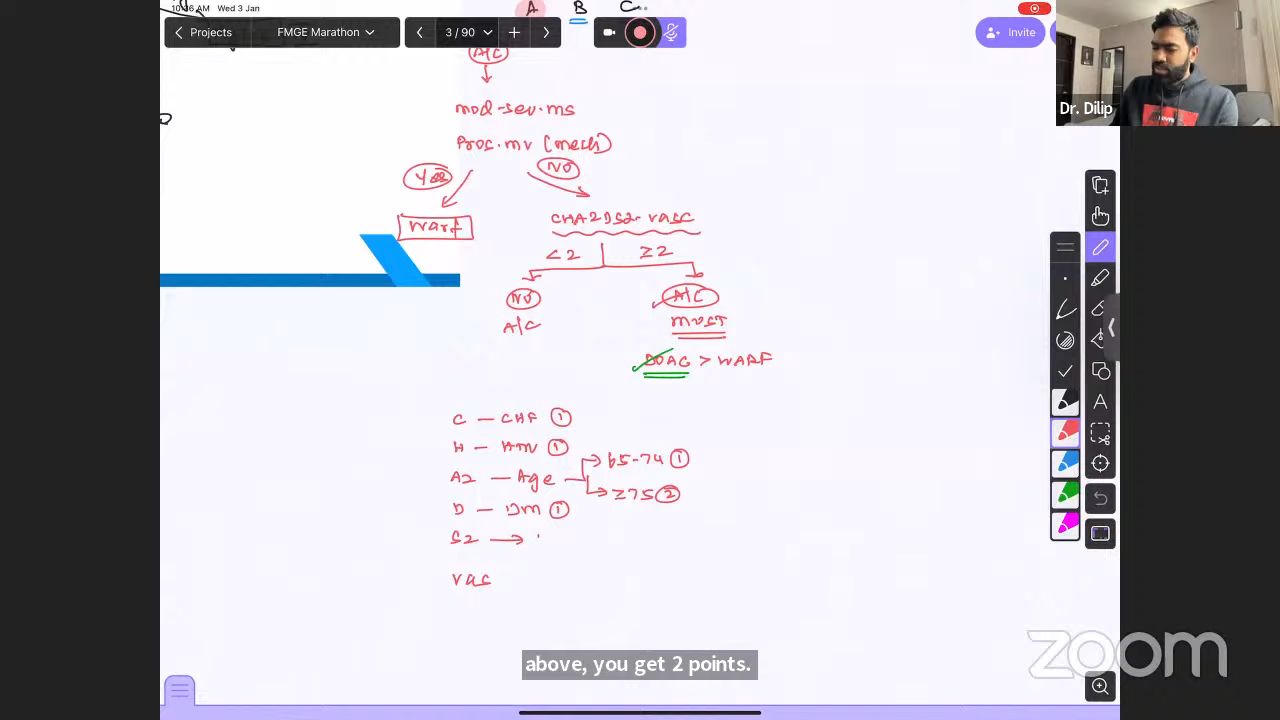 10:36 AM Wed 3 Jan
A B C
Projects FMGE Marathon 3 / 90 Invite
A/C
Dr. Dilip
mod-sev.ms
Pros.mv (mech)
Yes NO
Warf CHA2DS2-VASC
<2 ≥2
NO A/C
A/C MUST
DOAC > WARF
C — CHF ①
H — HTN ①
A2 — Age 65-74 ①
≥75 ②
D — DM ①
S2 →
vac
above, you get 2 points.
zoom